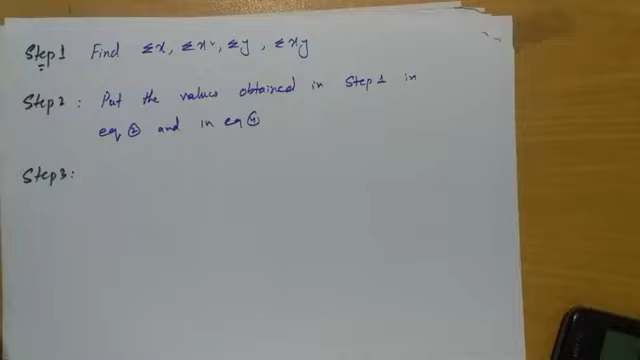 Step 1 Find Σx, Σx², Σy, Σxy
Step 2: Put the values obtained in Step 1 in
eq ② and in eq ④
Step 3: